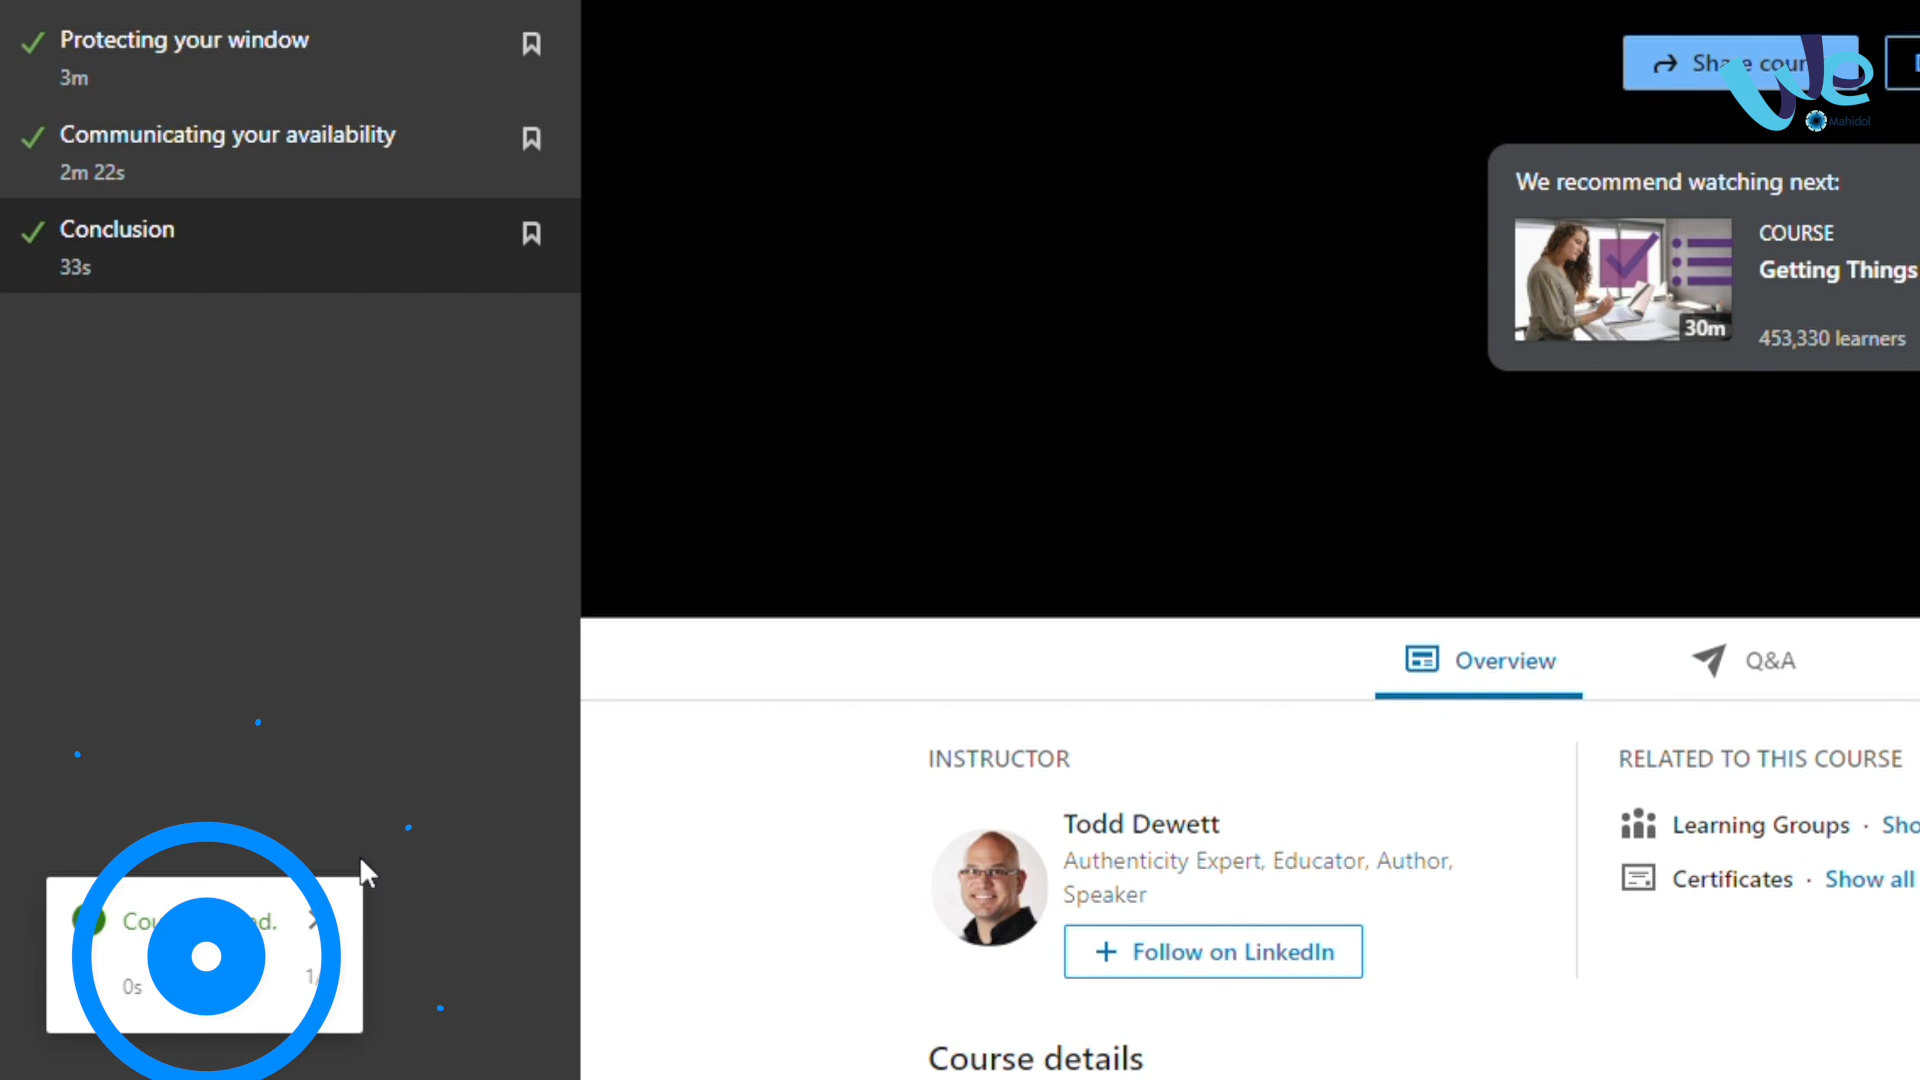 Protecting your window
3m
Communicating your availability
2m 22s
Conclusion
33s
Mahidol
We recommend watching next:
COURSE
Getting Things
30m
453,330 learners
Overview
Q&A
INSTRUCTOR
Todd Dewett
Authenticity Expert, Educator, Author,
Speaker
+ Follow on LinkedIn
RELATED TO THIS COURSE
Learning Groups ·
Certificates · Show all
0s
Course details